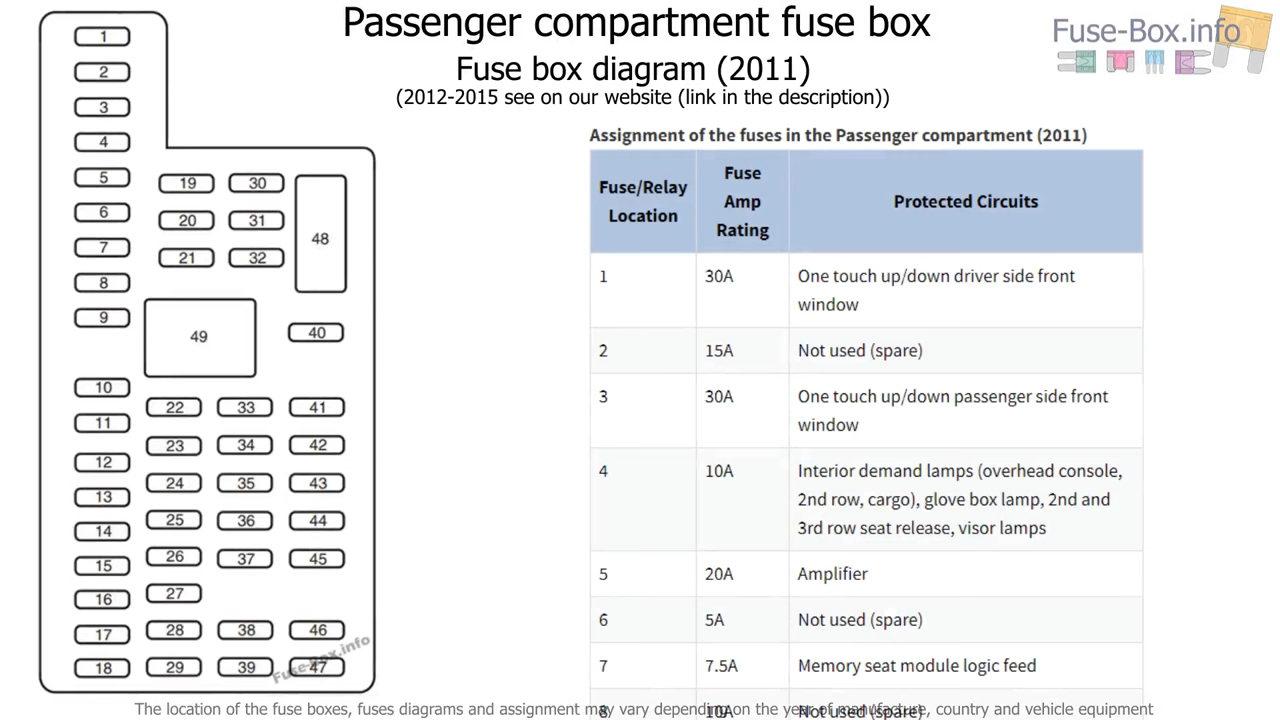 Passenger compartment fuse box
Fuse box diagram (2011)
(2012-2015 see on our website (link in the description))
Fuse-Box.info
1
2
3
4
5
6
7
8
9
10
11
12
13
14
15
16
17
18
19 30
20 31
21 32
48
49
40
22 33 41
23 34 42
24 35 43
25 36 44
26 37 45
27
28 38 46
29 39 47
Fuse-Box.info
Assignment of the fuses in the Passenger compartment (2011)
Fuse/Relay
Location
Fuse
Amp
Rating
Protected Circuits
1 30A One touch up/down driver side front
window
2 15A Not used (spare)
3 30A One touch up/down passenger side front
window
4 10A Interior demand lamps (overhead console,
2nd row, cargo), glove box lamp, 2nd and
3rd row seat release, visor lamps
5 20A Amplifier
6 5A Not used (spare)
7 7.5A Memory seat module logic feed
8 10A Not used (spare)
The location of the fuse boxes, fuses diagrams and assignment may vary depending on the year of manufacture, country and vehicle equipment